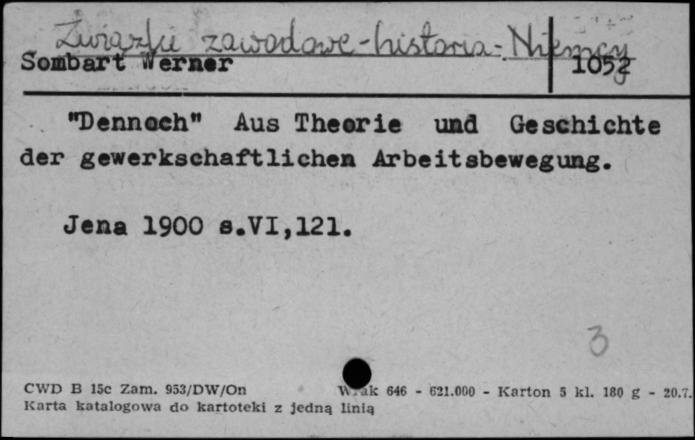 Związki zawodowe-historia-Niemcy
Sombart Werner 1052
"Dennoch" Aus Theorie und Geschichte
der gewerkschaftlichen Arbeitsbewegung.
Jena 1900 s.VI,121.
3
CWD B 15c Zam. 953/DW/On 646 - 621.000 - Karton 5 kl. 180 g - 20.7.
Karta katalogowa do kartoteki z jedną linią